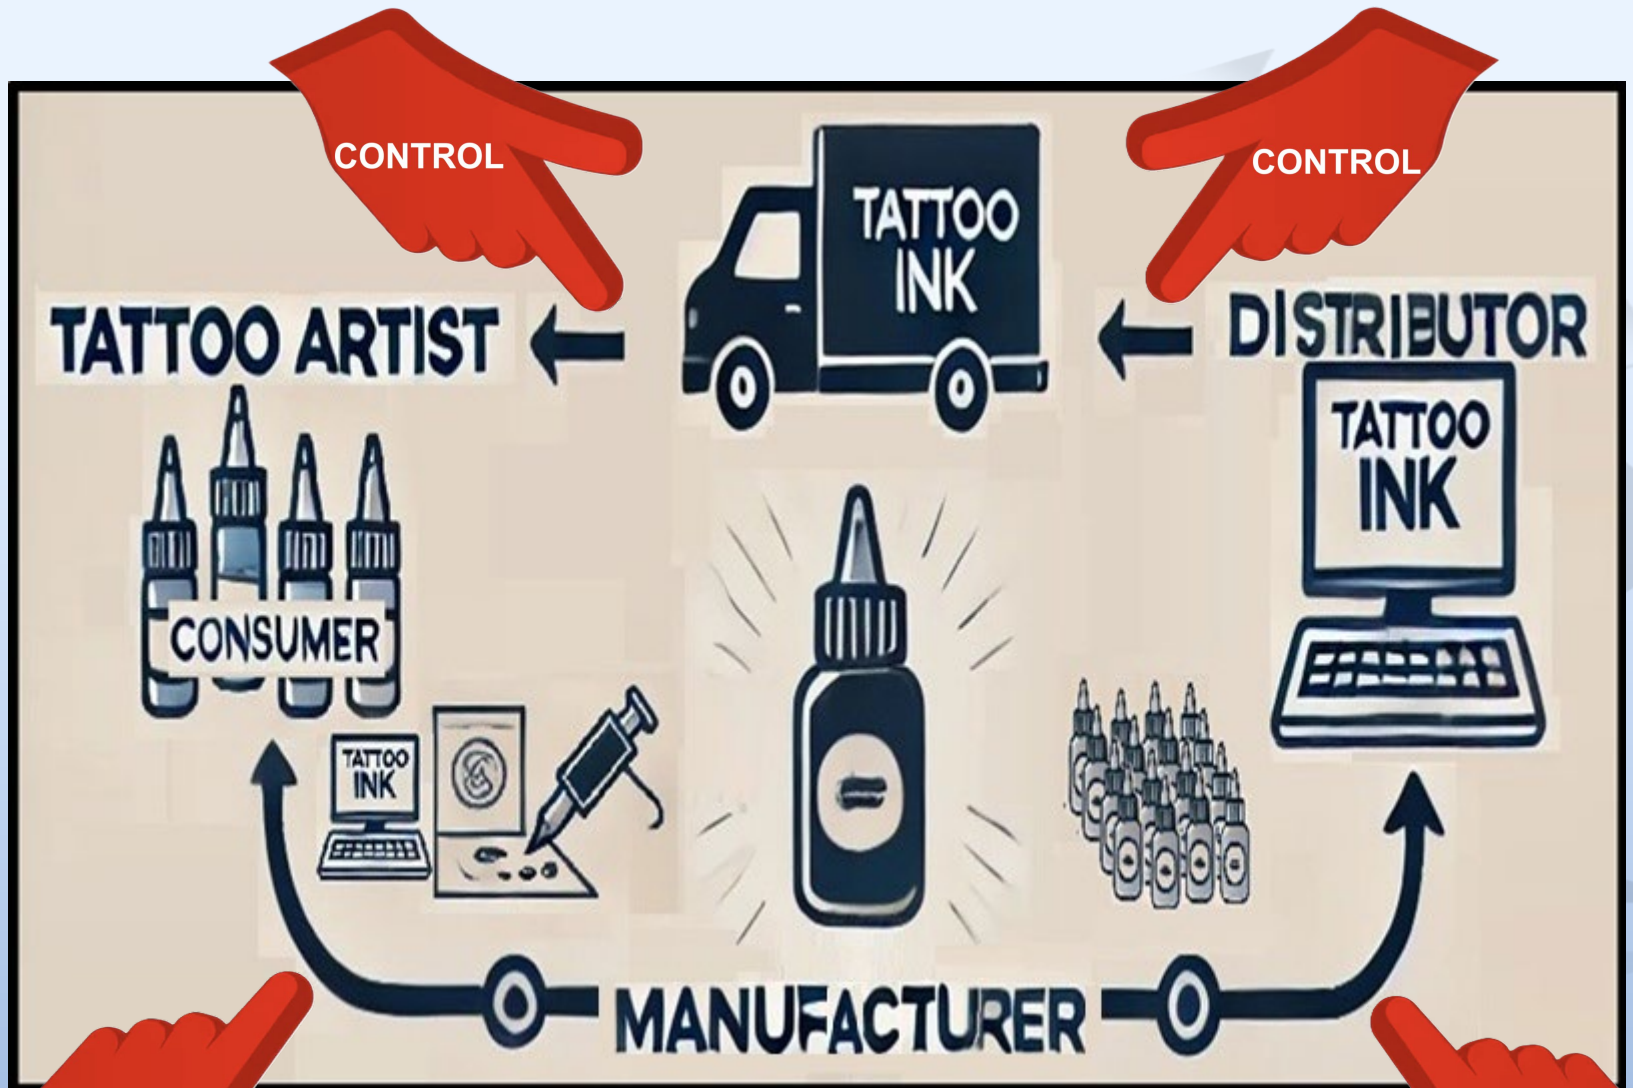 CONTROL
CONTROL
TATTOO
INK
TATTOO ARTIST
DISTRIBUTOR
TATTOO
INK
CONSUMER
TATTOO
INK
MANUFACTURER